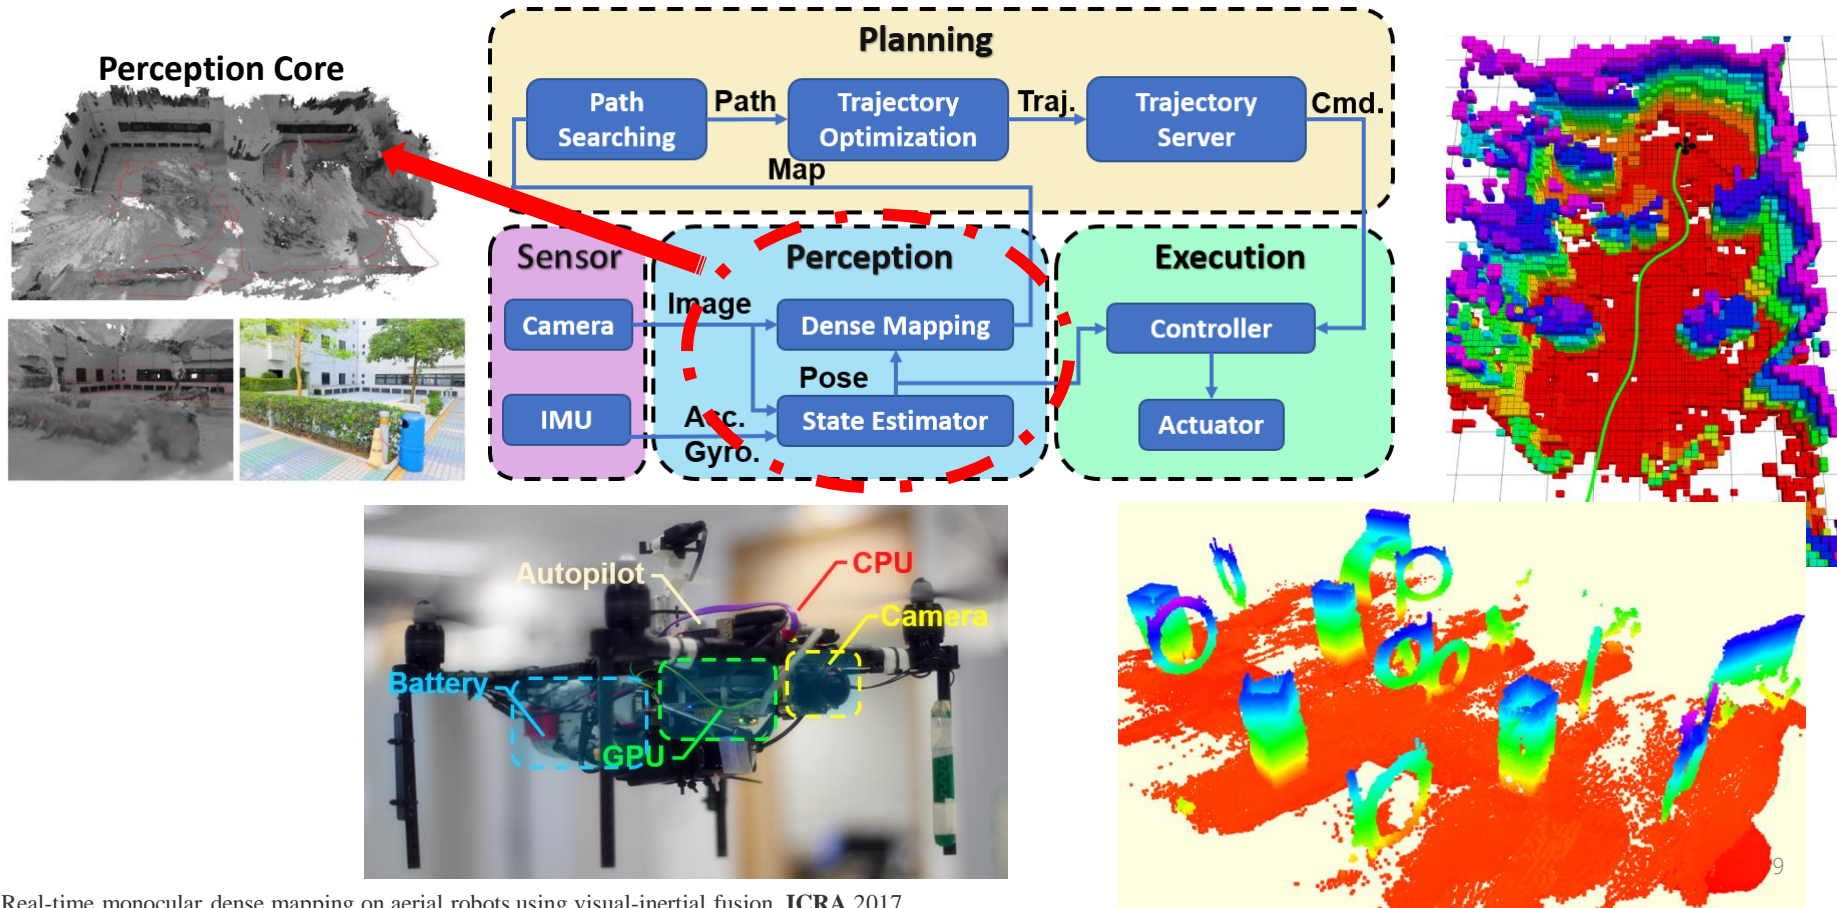 Perception Core
Planning
Path
Searching
Path
Trajectory
Optimization
Traj.
Trajectory
Server
Cmd.
Map
Sensor
Perception
Execution
Camera
Image
Dense Mapping
Controller
Pose
IMU
Acc.
Gyro.
State Estimator
Actuator
Autopilot
CPU
Camera
Battery
GPU
9
Real-time monocular dense mapping on aerial robots using visual-inertial fusion, ICRA 2017